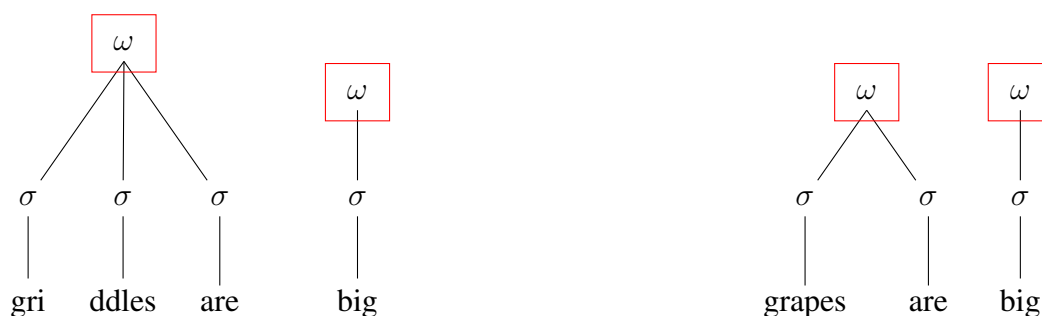 ω
ω ω ω
σ σ σ σ σ σ σ
gri ddles are big grapes are big